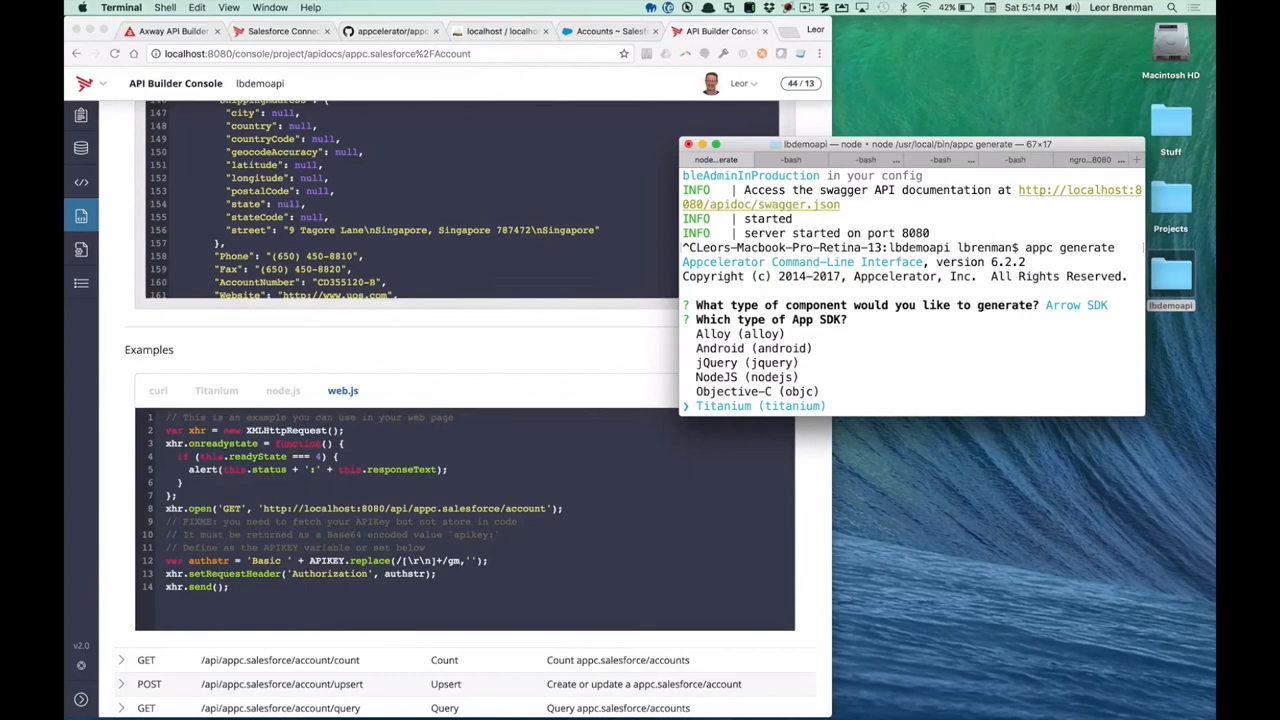 Terminal Shell Edit View Window Help
42% Sat 5:14 PM Leor Brenman
Axway API Builder
Salesforce Connec
appcelerator/appc
localhost / localho
Accounts ~ Salesfo
API Builder Conso
Leor
localhost:8080/console/project/apidocs/appc.salesforce%2FAccount
API Builder Console lbdemoapi Leor 44 / 13
146 "ShippingAddress": {
147 "city": null,
148 "country": null,
149 "countryCode": null,
150 "geocodeAccuracy": null,
151 "latitude": null,
152 "longitude": null,
153 "postalCode": null,
154 "state": null,
155 "stateCode": null,
156 "street": "9 Tagore Lane\nSingapore, Singapore 787472\nSingapore"
157 },
158 "Phone": "(650) 450-8810",
159 "Fax": "(650) 450-8820",
160 "AccountNumber": "CD355120-B",
161 "Website": "http://www.uos.com",
Examples
curl Titanium node.js web.js
1 // This is an example you can use in your web page
2 var xhr = new XMLHttpRequest();
3 xhr.onreadystate = function() {
4 if (this.readyState === 4) {
5 alert(this.status + ':' + this.responseText);
6 }
7 };
8 xhr.open('GET', 'http://localhost:8080/api/appc.salesforce/account');
9 // FIXME: you need to fetch your APIKey but not store in code
10 // It must be returned as a Base64 encoded value `apikey:`
11 // Define as the APIKEY variable or set below
12 var authstr = 'Basic ' + APIKEY.replace(/[\r\n]+/gm,'');
13 xhr.setRequestHeader('Authorization', authstr);
14 xhr.send();
GET /api/appc.salesforce/account/count Count Count appc.salesforce/accounts
POST /api/appc.salesforce/account/upsert Upsert Create or update a appc.salesforce/account
GET /api/appc.salesforce/account/query Query Query appc.salesforce/accounts
v2.0
lbdemoapi — node • node /usr/local/bin/appc generate — 67×17
node...erate -bash -bash ... -bash ... -bash ngro...8080 ...
bleAdminInProduction in your config
INFO | Access the swagger API documentation at http://localhost:8
080/apidoc/swagger.json
INFO | started
INFO | server started on port 8080
^CLeors-Macbook-Pro-Retina-13:lbdemoapi lbrenman$ appc generate
Appcelerator Command-Line Interface, version 6.2.2
Copyright (c) 2014-2017, Appcelerator, Inc. All Rights Reserved.
? What type of component would you like to generate? Arrow SDK
? Which type of App SDK?
Alloy (alloy)
Android (android)
jQuery (jquery)
NodeJS (nodejs)
Objective-C (objc)
❯ Titanium (titanium)
Macintosh HD
Stuff
Projects
lbdemoapi